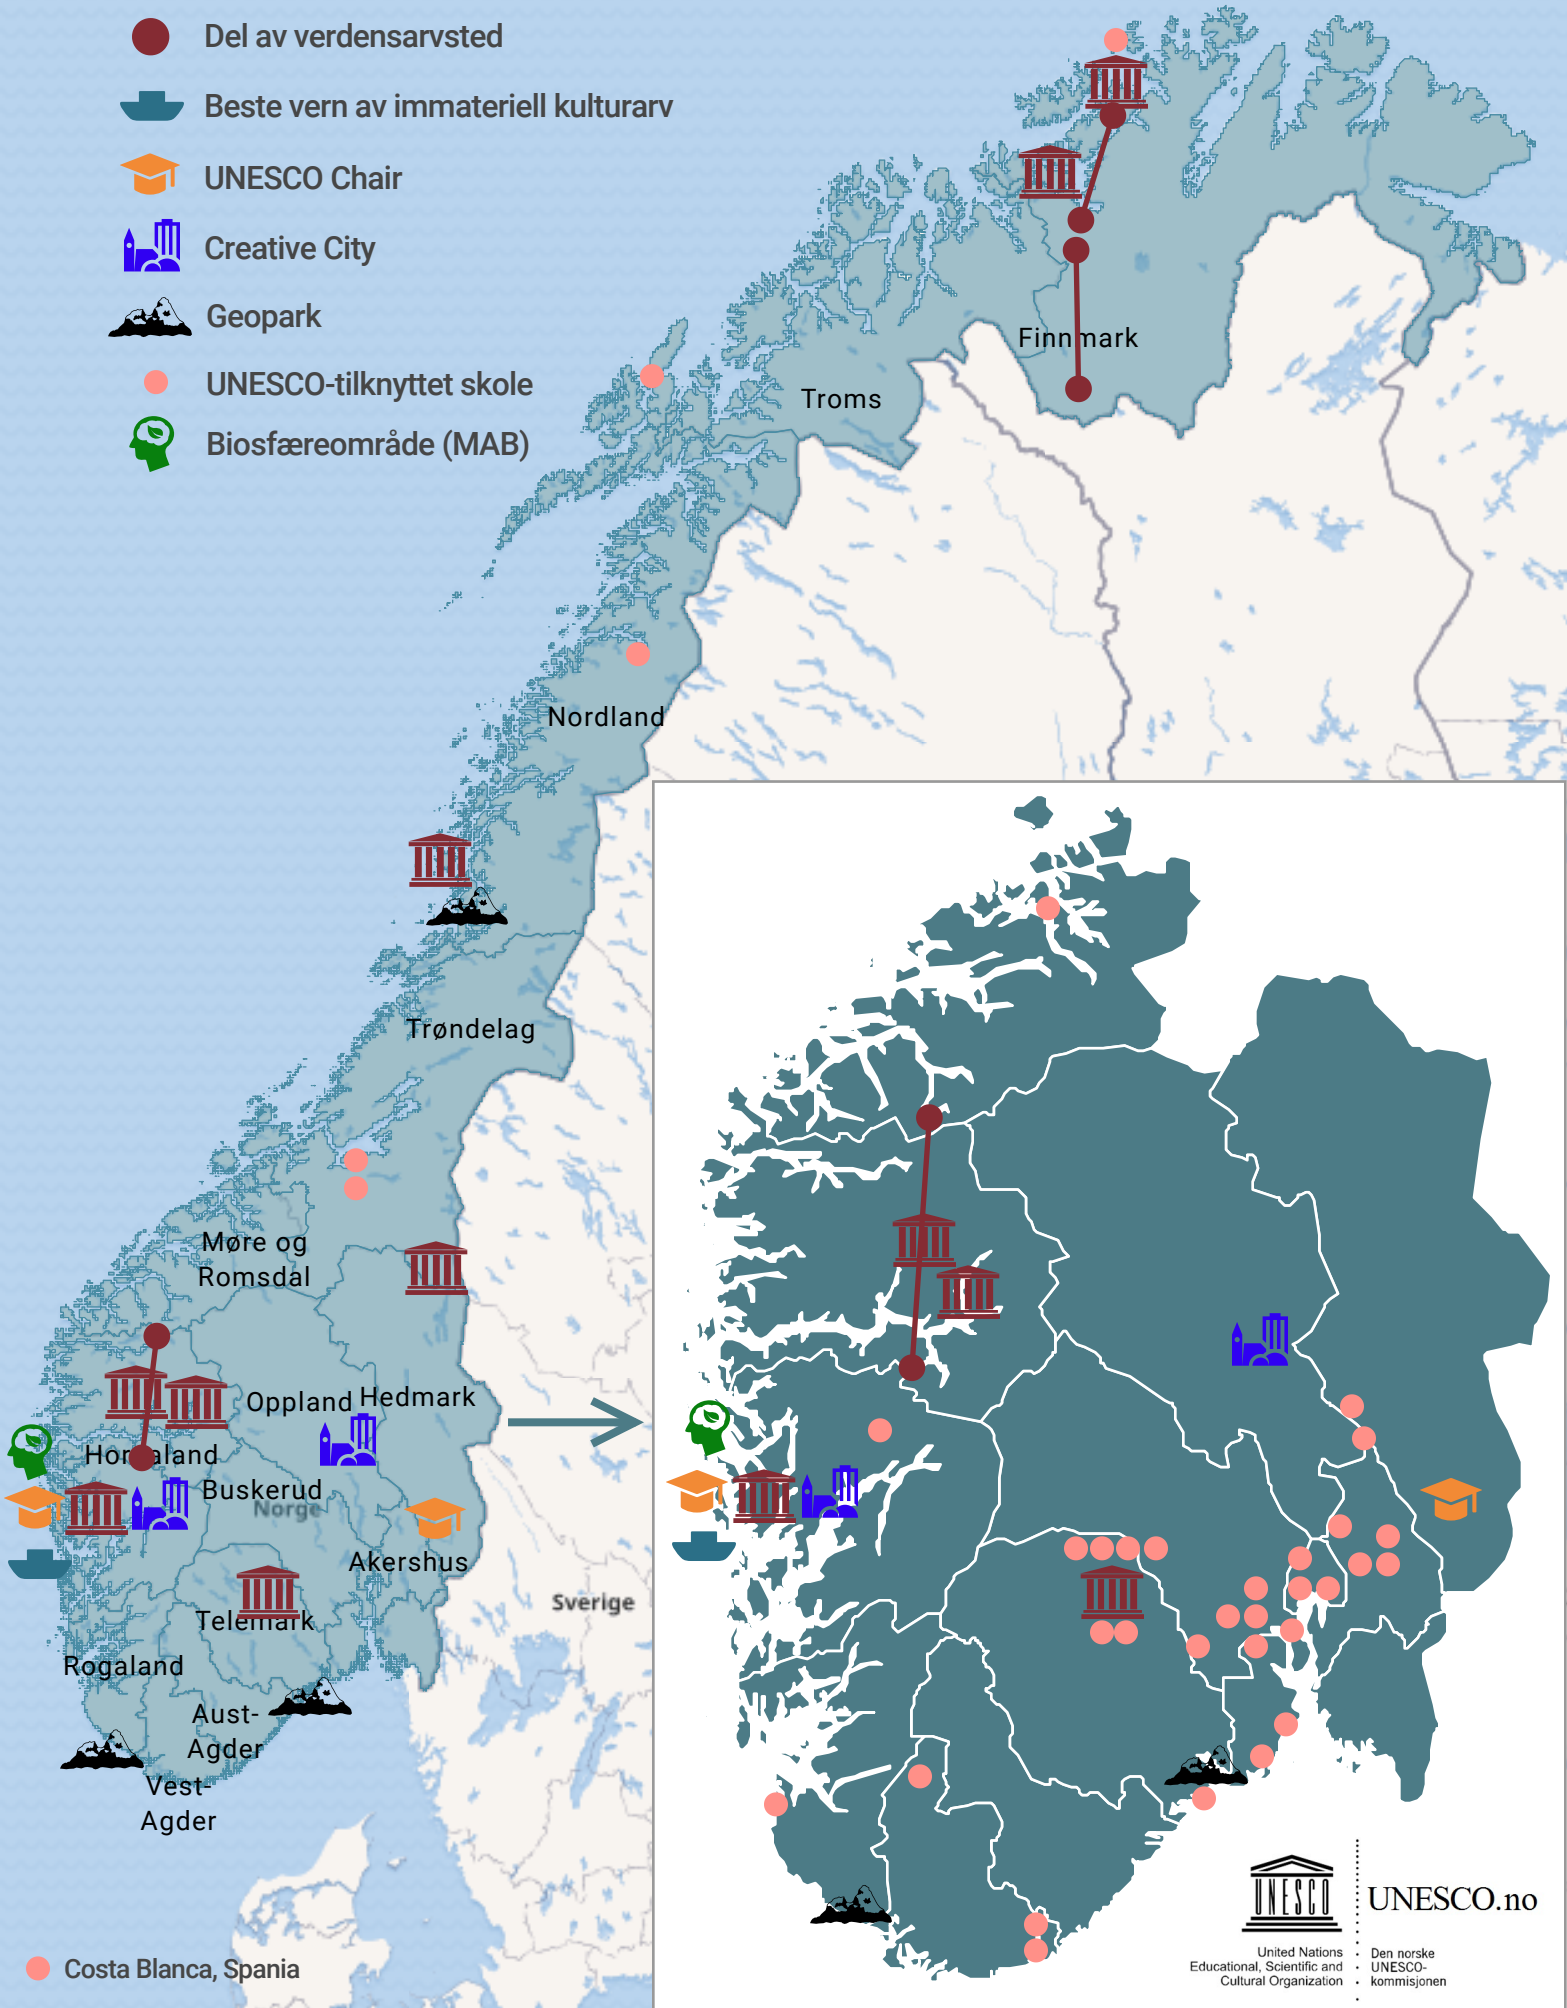 Del av verdensarvsted
Beste vern av immateriell kulturarv
UNESCO Chair
Creative City
Geopark
UNESCO-tilknyttet skole
Biosfæreområde (MAB)
Finnmark
Troms
Nordland
Trøndelag
Møre og
Romsdal
Oppland
Hedmark
Hordaland
Buskerud
Norge
Akershus
Sverige
Telemark
Rogaland
Aust-
Agder
Vest-
Agder
Costa Blanca, Spania
UNESCO
United Nations
Educational, Scientific and
Cultural Organization
UNESCO.no
Den norske
UNESCO-
kommisjonen